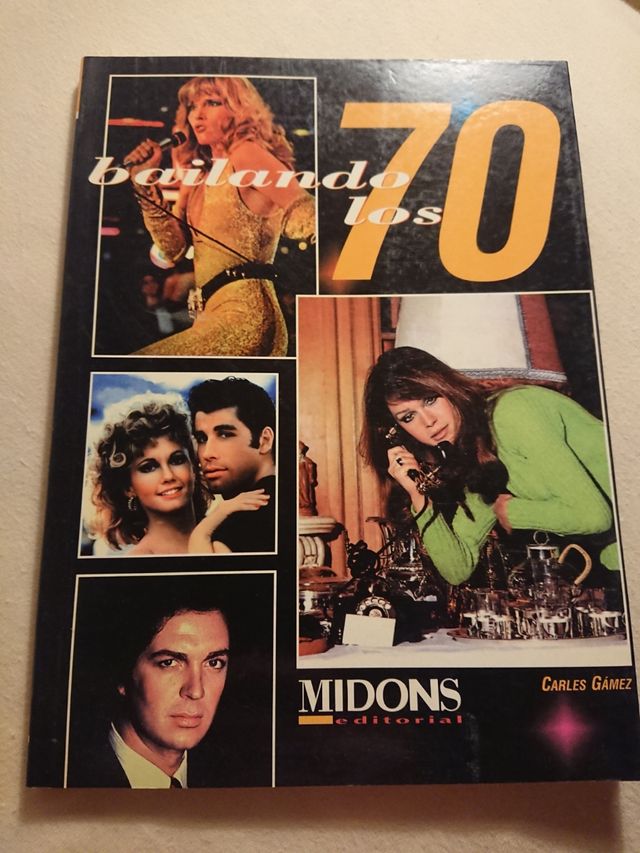 bailando
los
70
MIDONS
editorial
CARLES GÁMEZ